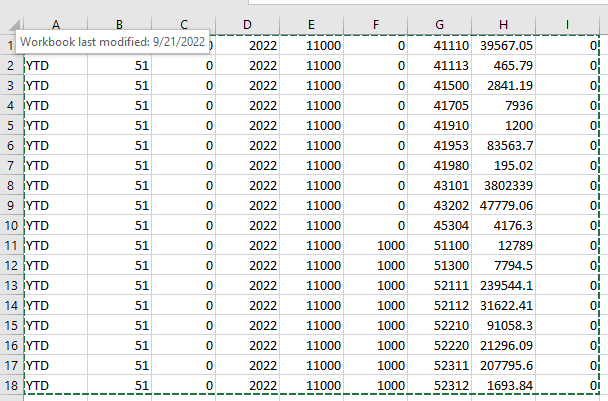 A B C D E F G H I
1 Workbook last modified: 9/21/2022 0 2022 11000 0 41110 39567.05 0
2 YTD 51 0 2022 11000 0 41113 465.79 0
3 YTD 51 0 2022 11000 0 41500 2841.19 0
4 YTD 51 0 2022 11000 0 41705 7936 0
5 YTD 51 0 2022 11000 0 41910 1200 0
6 YTD 51 0 2022 11000 0 41953 83563.7 0
7 YTD 51 0 2022 11000 0 41980 195.02 0
8 YTD 51 0 2022 11000 0 43101 3802339 0
9 YTD 51 0 2022 11000 0 43202 47779.06 0
10 YTD 51 0 2022 11000 0 45304 4176.3 0
11 YTD 51 0 2022 11000 1000 51100 12789 0
12 YTD 51 0 2022 11000 1000 51300 7794.5 0
13 YTD 51 0 2022 11000 1000 52111 239544.1 0
14 YTD 51 0 2022 11000 1000 52112 31622.41 0
15 YTD 51 0 2022 11000 1000 52210 91058.3 0
16 YTD 51 0 2022 11000 1000 52220 21296.09 0
17 YTD 51 0 2022 11000 1000 52311 207795.6 0
18 YTD 51 0 2022 11000 1000 52312 1693.84 0